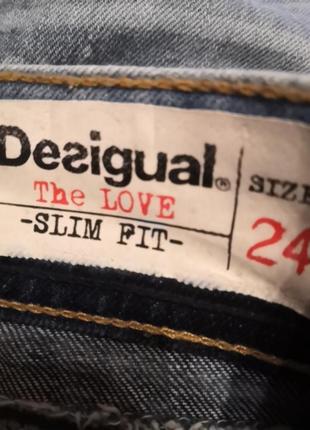 Desigual®
The LOVE
-SLIM FIT-
SIZE
24